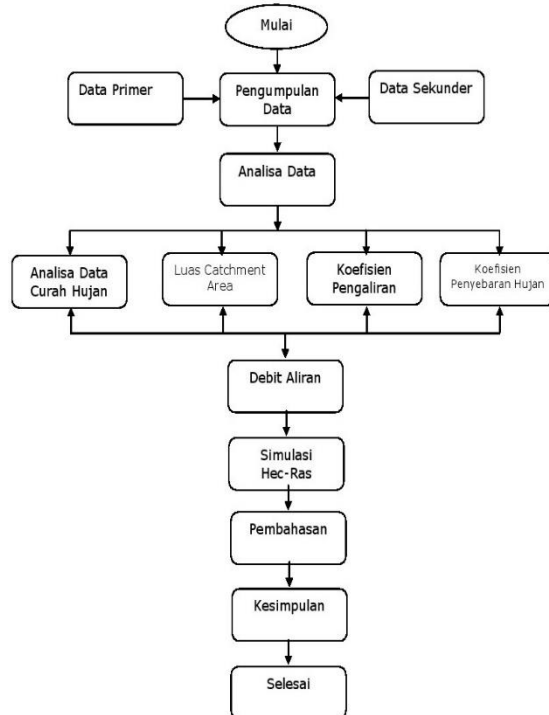 Mulai
Data Primer
Pengumpulan
Data
Data Sekunder
Analisa Data
Analisa Data
Curah Hujan
Luas Catchment
Area
Koefisien
Pengaliran
Koefisien
Penyebaran Hujan
Debit Aliran
Simulasi
Hec-Ras
Pembahasan
Kesimpulan
Selesai